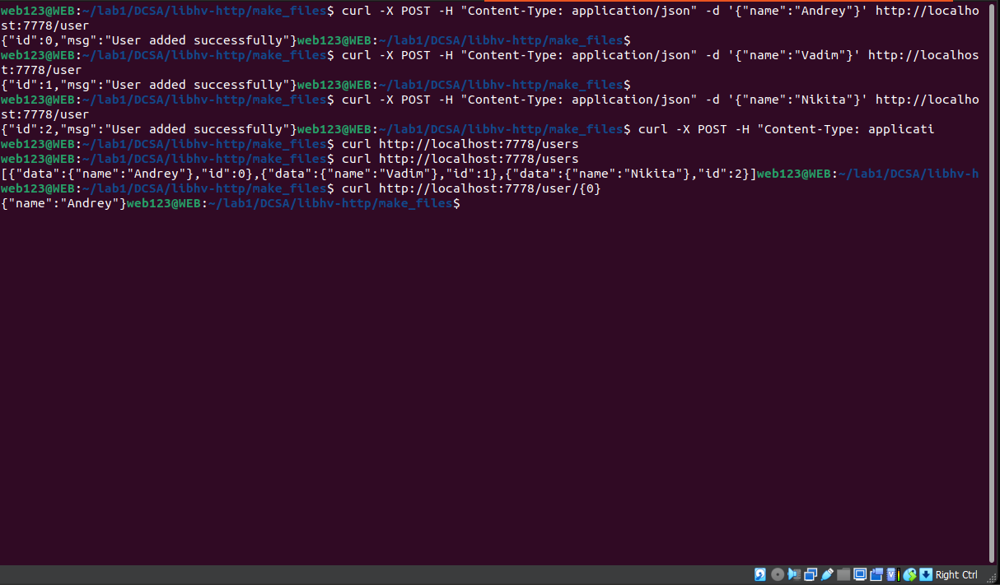 web123@WEB:~/lab1/DCSA/libhv-http/make_files$ curl -X POST -H "Content-Type: application/json" -d '{"name":"Andrey"}' http://localho
st:7778/user
{"id":0,"msg":"User added successfully"}web123@WEB:~/lab1/DCSA/libhv-http/make_files$
web123@WEB:~/lab1/DCSA/libhv-http/make_files$ curl -X POST -H "Content-Type: application/json" -d '{"name":"Vadim"}' http://localhos
t:7778/user
{"id":1,"msg":"User added successfully"}web123@WEB:~/lab1/DCSA/libhv-http/make_files$
web123@WEB:~/lab1/DCSA/libhv-http/make_files$ curl -X POST -H "Content-Type: application/json" -d '{"name":"Nikita"}' http://localho
st:7778/user
{"id":2,"msg":"User added successfully"}web123@WEB:~/lab1/DCSA/libhv-http/make_files$ curl -X POST -H "Content-Type: applicati
web123@WEB:~/lab1/DCSA/libhv-http/make_files$ curl http://localhost:7778/users
web123@WEB:~/lab1/DCSA/libhv-http/make_files$ curl http://localhost:7778/users
[{"data":{"name":"Andrey"},"id":0},{"data":{"name":"Vadim"},"id":1},{"data":{"name":"Nikita"},"id":2}]web123@WEB:~/lab1/DCSA/libhv-h
web123@WEB:~/lab1/DCSA/libhv-http/make_files$ curl http://localhost:7778/user/{0}
{"name":"Andrey"}web123@WEB:~/lab1/DCSA/libhv-http/make_files$
Right Ctrl